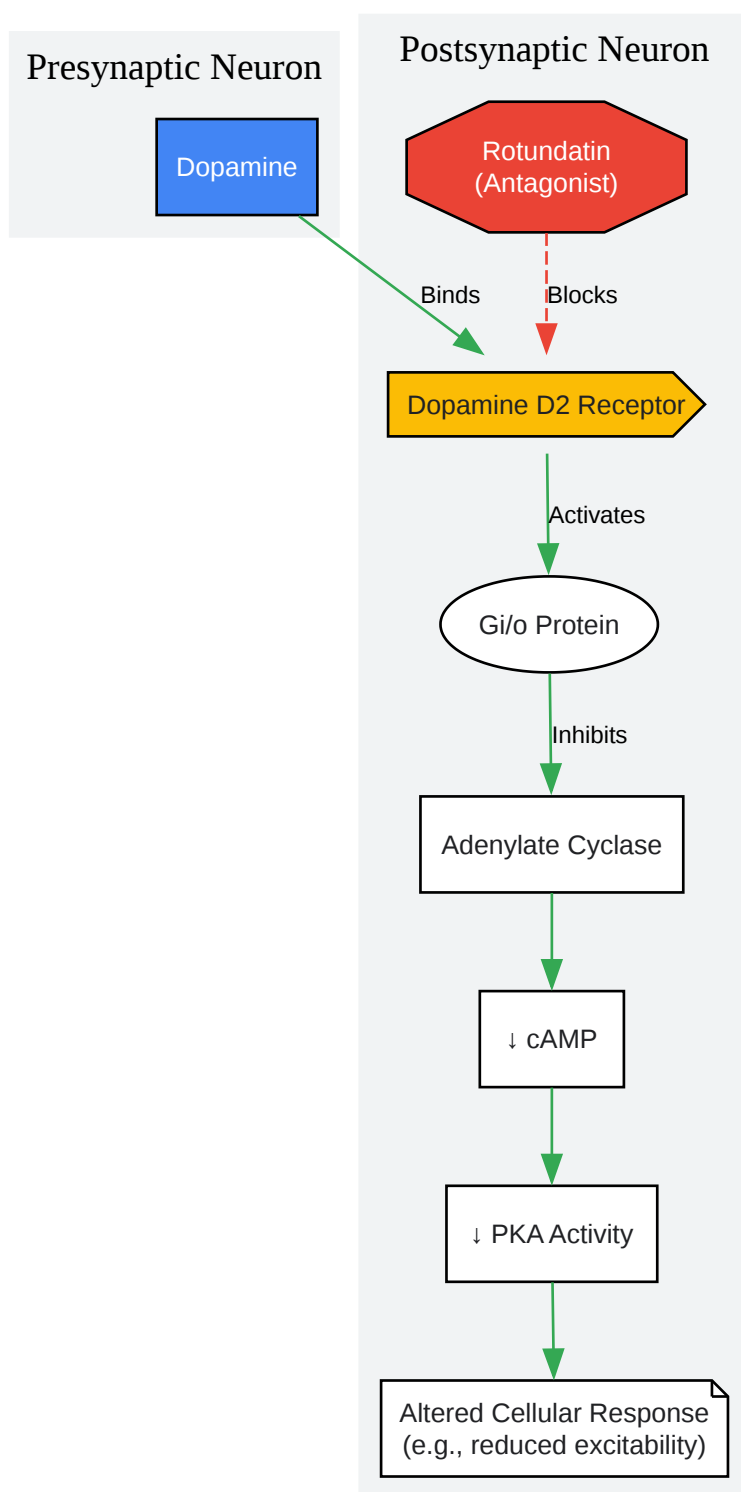 Presynaptic Neuron
Postsynaptic Neuron
Dopamine
Rotundatin
(Antagonist)
Binds
Blocks
Dopamine D2 Receptor
Activates
Gi/o Protein
Inhibits
Adenylate Cyclase
↓ cAMP
↓ PKA Activity
Altered Cellular Response
(e.g., reduced excitability)